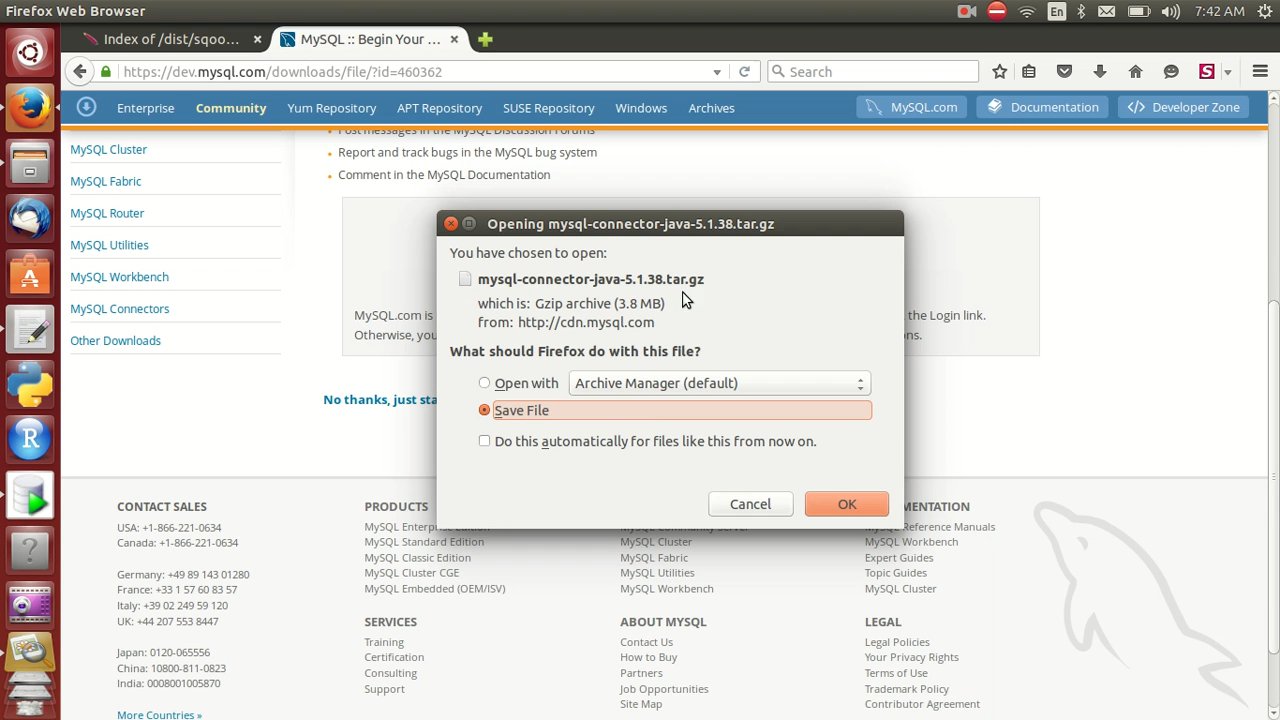 Firefox Web Browser
En
7:42 AM
Index of /dist/sqoo...
MySQL :: Begin Your ...
https://dev.mysql.com/downloads/file/?id=460362
Search
S
Enterprise Community Yum Repository APT Repository SUSE Repository Windows Archives
MySQL.com Documentation Developer Zone
MySQL Cluster
MySQL Fabric
MySQL Router
MySQL Utilities
MySQL Workbench
MySQL Connectors
Other Downloads
Post messages in the MySQL Discussion Forums
Report and track bugs in the MySQL bug system
Comment in the MySQL Documentation
MySQL.com is
the Login link.
Otherwise, you
No thanks, just sta
Opening mysql-connector-java-5.1.38.tar.gz
You have chosen to open:
mysql-connector-java-5.1.38.tar.gz
which is: Gzip archive (3.8 MB)
from: http://cdn.mysql.com
What should Firefox do with this file?
Open with Archive Manager (default)
Save File
Do this automatically for files like this from now on.
Cancel OK
CONTACT SALES
USA: +1-866-221-0634
Canada: +1-866-221-0634
Germany: +49 89 143 01280
France: +33 1 57 60 83 57
Italy: +39 02 249 59 120
UK: +44 207 553 8447
Japan: 0120-065556
China: 10800-811-0823
India: 0008001005870
More Countries »
PRODUCTS
MySQL Enterprise Edition
MySQL Standard Edition
MySQL Classic Edition
MySQL Cluster CGE
MySQL Embedded (OEM/ISV)
SERVICES
Training
Certification
Consulting
Support
MySQL Community Server
MySQL Cluster
MySQL Fabric
MySQL Utilities
MySQL Workbench
ABOUT MYSQL
Contact Us
How to Buy
Partners
Job Opportunities
Site Map
MENTATION
MySQL Reference Manuals
MySQL Workbench
Expert Guides
Topic Guides
MySQL Cluster
LEGAL
Legal Policies
Your Privacy Rights
Terms of Use
Trademark Policy
Contributor Agreement